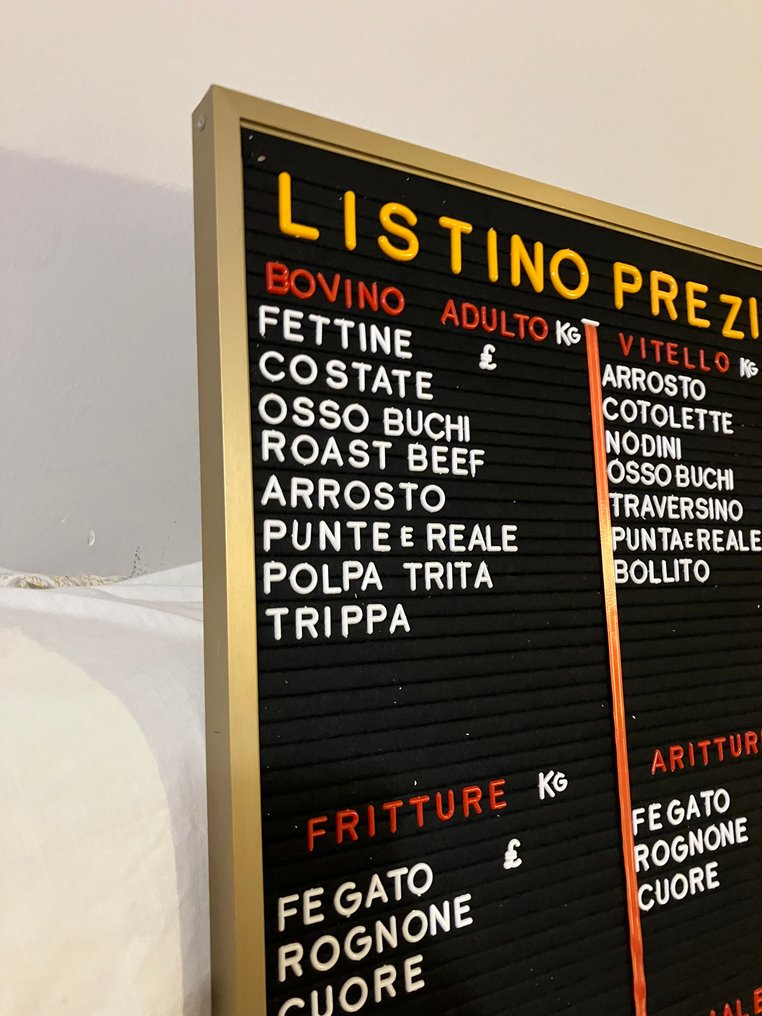 LISTINO PREZI
BOVINO ADULTO KG
£
FETTINE
COSTATE
OSSO BUCHI
ROAST BEEF
ARROSTO
PUNTE E REALE
POLPA TRITA
TRIPPA
FRITTURE KG
£
FEGATO
ROGNONE
CUORE
VITELLO KG
ARROSTO
COTOLETTE
NODINI
OSSO BUCHI
TRAVERSINO
PUNTA E REALE
BOLLITO
ARITTUR
FEGATO
ROGNONE
CUORE